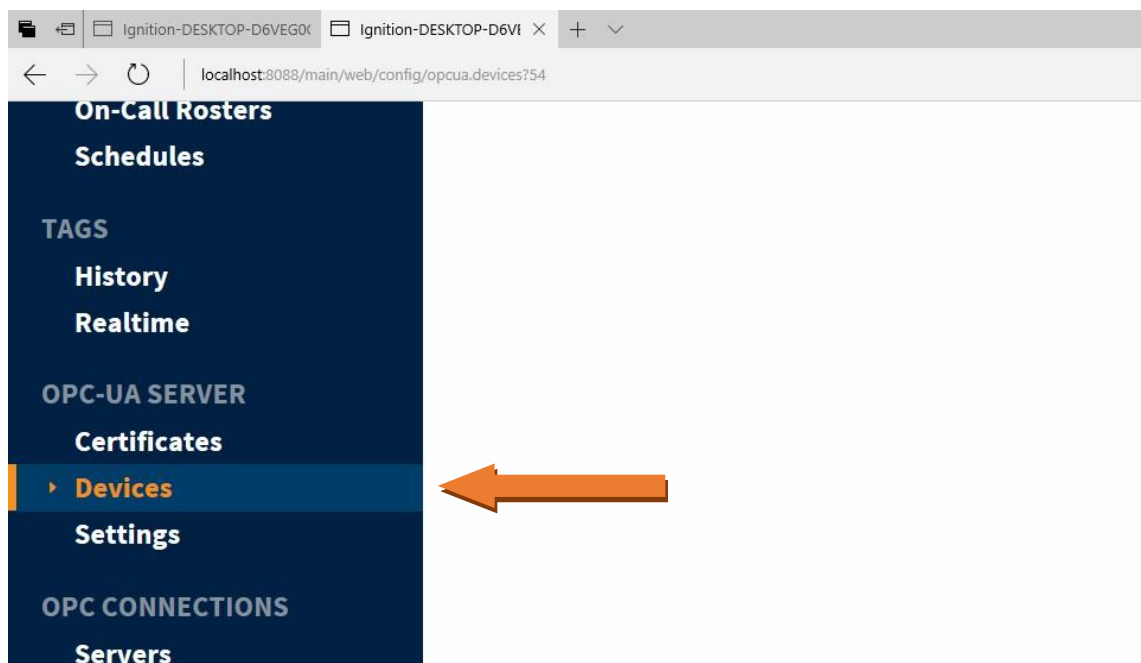 Ignition-DESKTOP-D6VEG0( Ignition-DESKTOP-D6VE
localhost:8088/main/web/config/opcua.devices?54
On-Call Rosters
Schedules
TAGS
History
Realtime
OPC-UA SERVER
Certificates
Devices
Settings
OPC CONNECTIONS
Servers